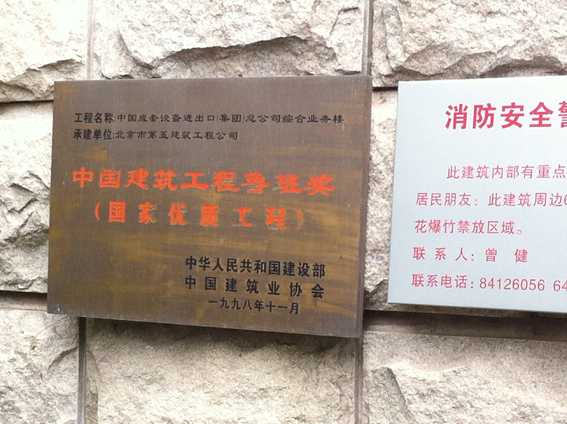 工程名称:中国成套设备进出口(集团)总公司综合业务楼
承建单位:北京市第五建筑工程公司
中国建筑工程鲁班奖
(国家优质工程)
中华人民共和国建设部
中国建筑业协会
一九九八年十一月
消防安全警
此建筑内部有重点
居民朋友:此建筑周边6
花爆竹禁放区域。
联系人:曾 健
联系电话:84126056 64